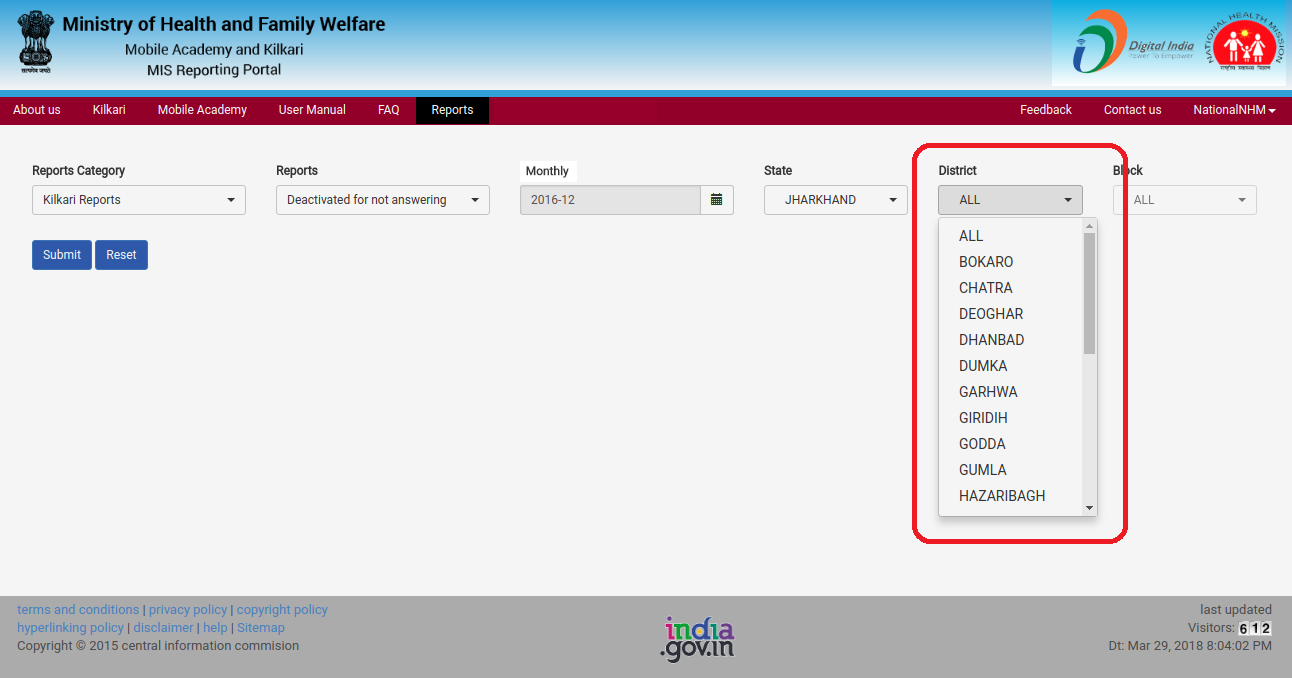 Ministry of Health and Family Welfare
Mobile Academy and Kilkari
MIS Reporting Portal
सत्यमेव जयते
Digital India
Power To Empower
NATIONAL HEALTH MISSION
राष्ट्रीय स्वास्थ्य मिशन
About us Kilkari Mobile Academy User Manual FAQ Reports Feedback Contact us NationalNHM
Reports Category Reports Monthly State District Block
Kilkari Reports Deactivated for not answering 2016-12 JHARKHAND ALL ALL
Submit Reset
ALL
BOKARO
CHATRA
DEOGHAR
DHANBAD
DUMKA
GARHWA
GIRIDIH
GODDA
GUMLA
HAZARIBAGH
terms and conditions | privacy policy | copyright policy
hyperlinking policy | disclaimer | help | Sitemap
Copyright © 2015 central information commision
india
.gov.in
last updated
Visitors: 612
Dt: Mar 29, 2018 8:04:02 PM